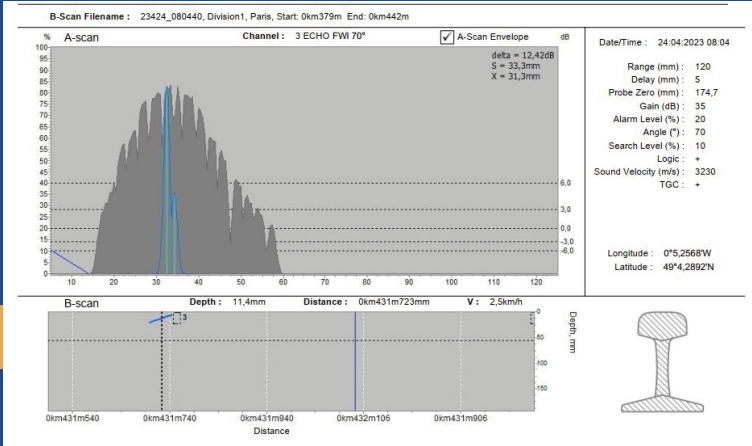 B-Scan Filename : 23424_080440, Division1, Paris, Start: 0km379m End: 0km442m
% A-scan Channel : 3 ECHO FWI 70° A-Scan Envelope dB
delta = 12,42dB
S = 33,3mm
X = 31,3mm
100
95
90
85
80
75
70
65
60
55
50
45
40
35
30
25
20
15
10
5
0
6,0
3,0
0,0
-3,0
-6,0
10 20 30 40 50 60 70 80 90 100 110 120
Date/Time : 24:04:2023 08:04
Range (mm) : 120
Delay (mm) : 5
Probe Zero (mm) : 174,7
Gain (dB) : 35
Alarm Level (%) : 20
Angle (°) : 70
Search Level (%) : 10
Logic : +
Sound Velocity (m/s) : 3230
TGC : +
Longitude : 0°5,2568'W
Latitude : 49°4,2892'N
B-scan Depth : 11,4mm Distance : 0km431m723mm V : 2,5km/h
3
0
-50
-100
-150
Depth, mm
0km431m540 0km431m740 0km431m940 0km432m106 0km431m906
Distance